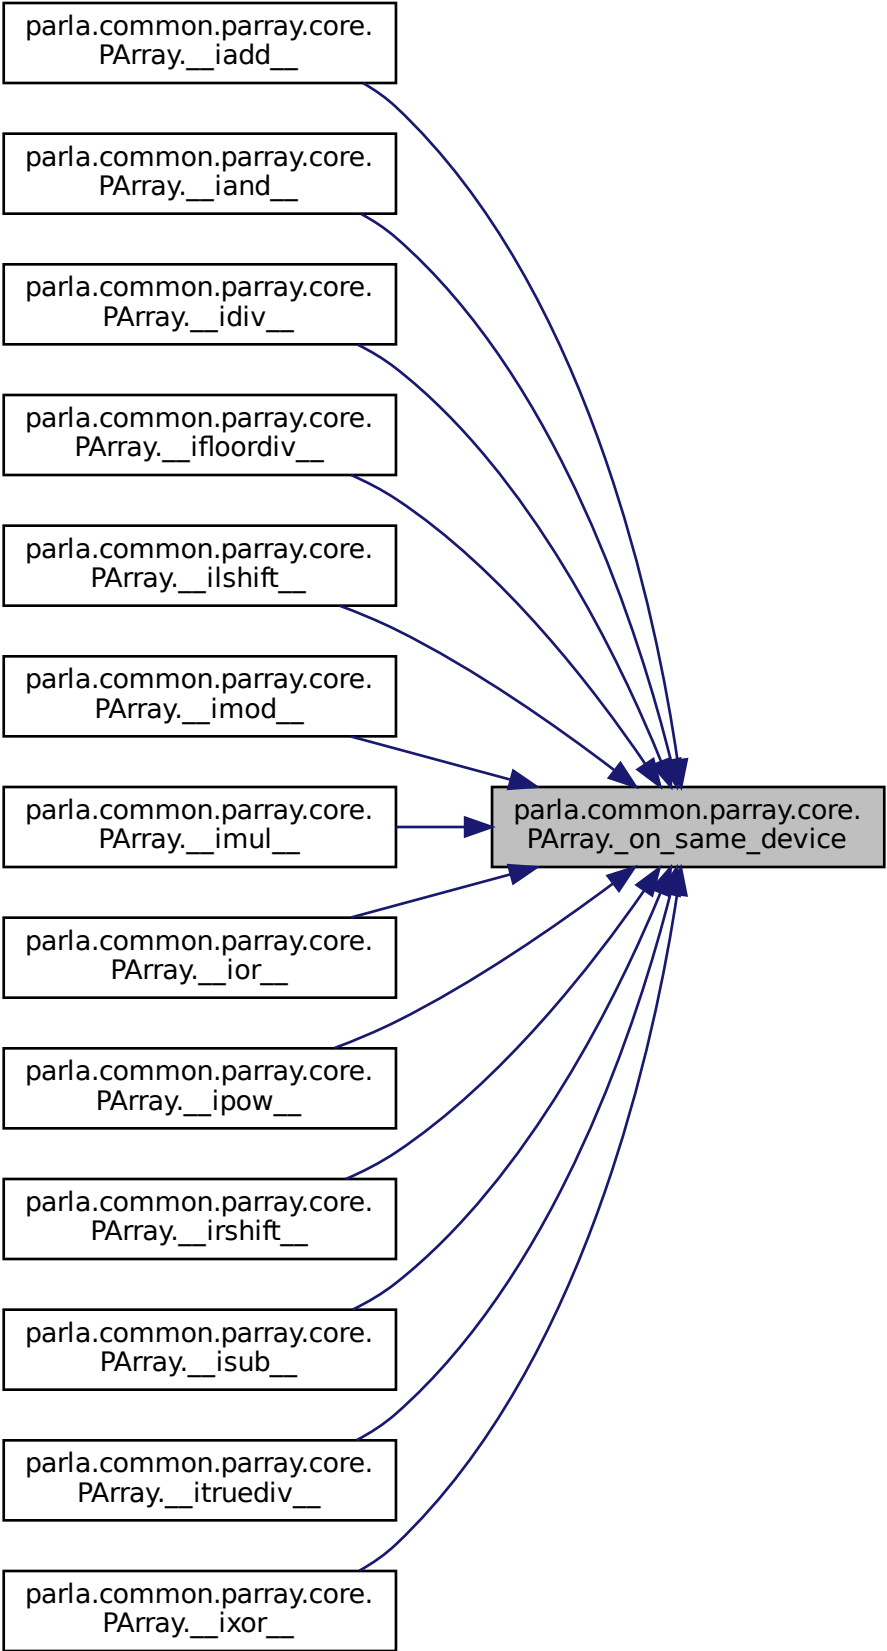 parla.common.parray.core.
PArray.__iadd__
parla.common.parray.core.
PArray.__iand__
parla.common.parray.core.
PArray.__idiv__
parla.common.parray.core.
PArray.__ifloordiv__
parla.common.parray.core.
PArray.__ilshift__
parla.common.parray.core.
PArray.__imod__
parla.common.parray.core.
PArray.__imul__
parla.common.parray.core.
PArray._on_same_device
parla.common.parray.core.
PArray.__ior__
parla.common.parray.core.
PArray.__ipow__
parla.common.parray.core.
PArray.__irshift__
parla.common.parray.core.
PArray.__isub__
parla.common.parray.core.
PArray.__itruediv__
parla.common.parray.core.
PArray.__ixor__